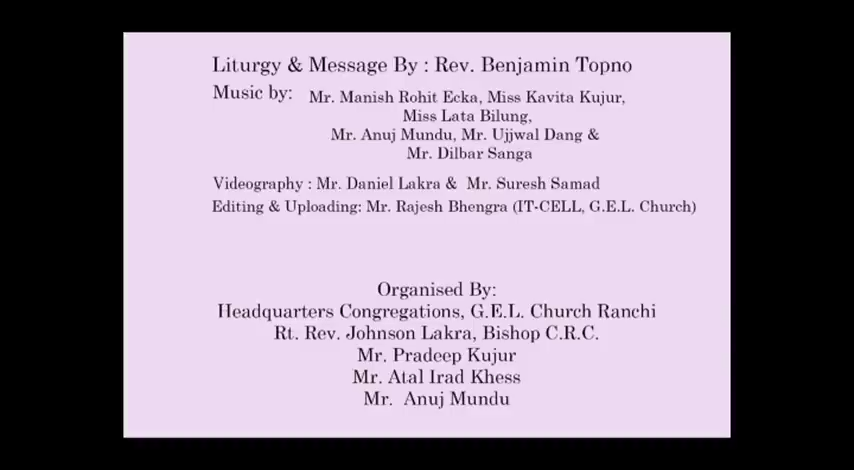 Liturgy & Message By : Rev. Benjamin Topno
Music by: Mr. Manish Rohit Ecka, Miss Kavita Kujur,
Miss Lata Bilung,
Mr. Anuj Mundu, Mr. Ujjwal Dang &
Mr. Dilbar Sanga
Videography : Mr. Daniel Lakra & Mr. Suresh Samad
Editing & Uploading: Mr. Rajesh Bhengra (IT-CELL, G.E.L. Church)
Organised By:
Headquarters Congregations, G.E.L. Church Ranchi
Rt. Rev. Johnson Lakra, Bishop C.R.C.
Mr. Pradeep Kujur
Mr. Atal Irad Khess
Mr. Anuj Mundu